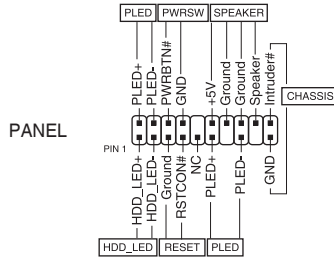 PLED PWRSW SPEAKER
PLED+
PLED-
PWRBTN#
GND
+5V
Ground
Ground
Speaker
Intruder#
CHASSIS
PANEL
PIN 1
HDD_LED+
HDD_LED-
Ground
RSTCON#
NC
PLED+
PLED-
GND
HDD_LED RESET PLED